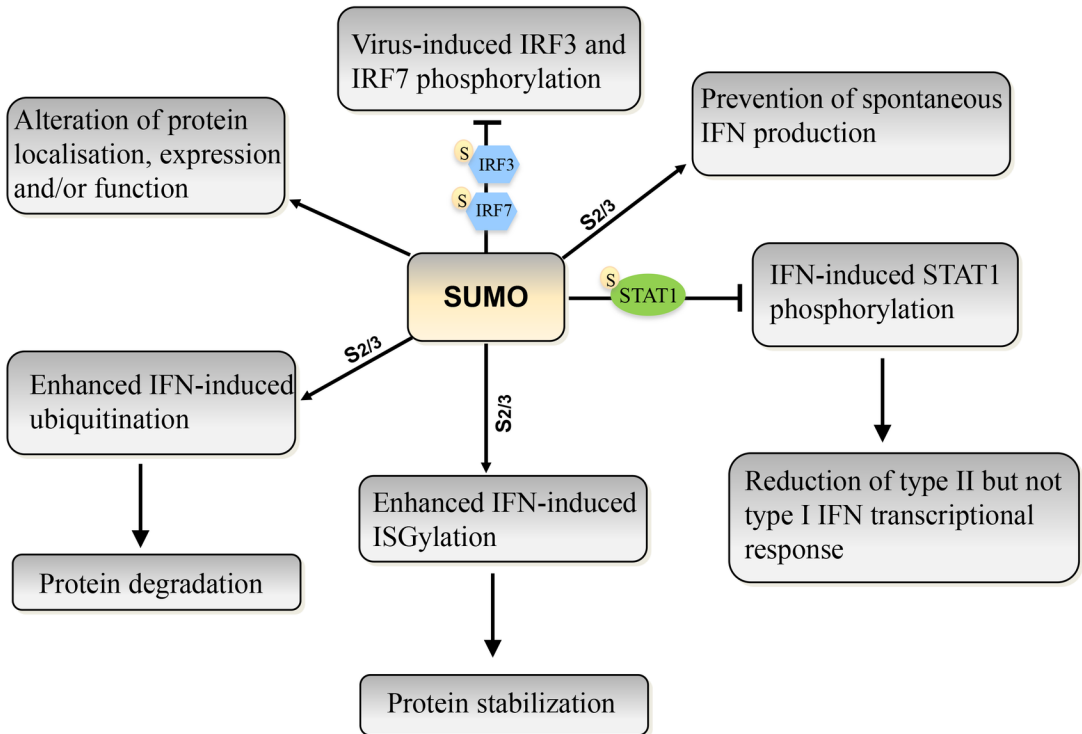 Virus-induced IRF3 and
IRF7 phosphorylation
Alteration of protein
localisation, expression
and/or function
Prevention of spontaneous
IFN production
S
IRF3
S
IRF7
S2/3
SUMO
S
STAT1
IFN-induced STAT1
phosphorylation
S2/3
Enhanced IFN-induced
ubiquitination
S2/3
Enhanced IFN-induced
ISGylation
Reduction of type II but not
type I IFN transcriptional
response
Protein degradation
Protein stabilization